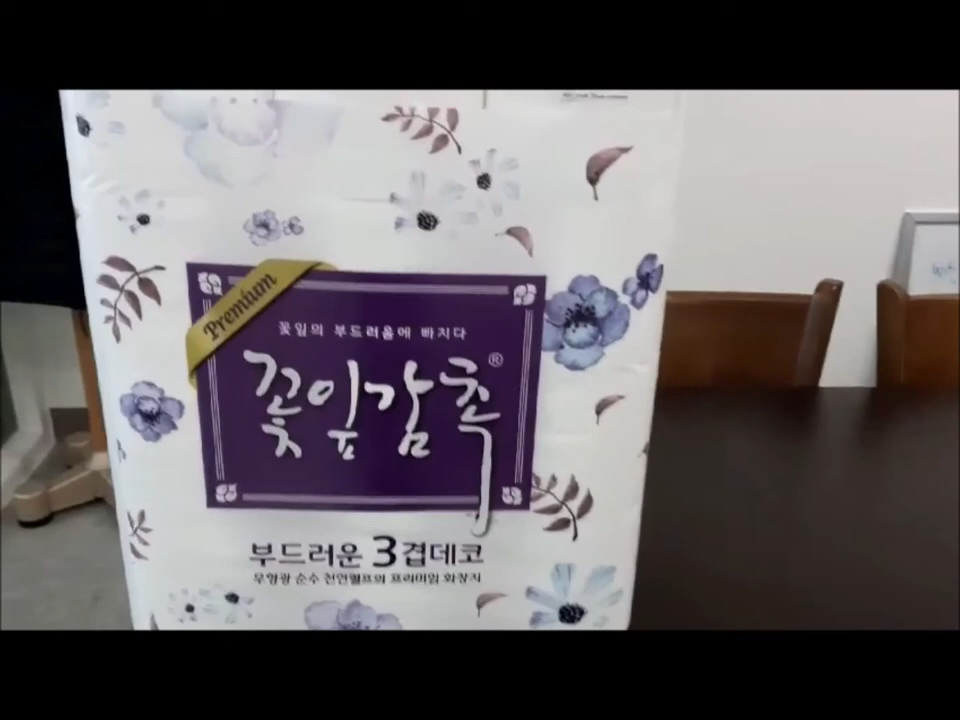 Premium
꽃잎의 부드러움에 빠지다
꽃잎감촉®
부드러운 3겹데코
무형광 순수 천연펄프의 프리미엄 화장지